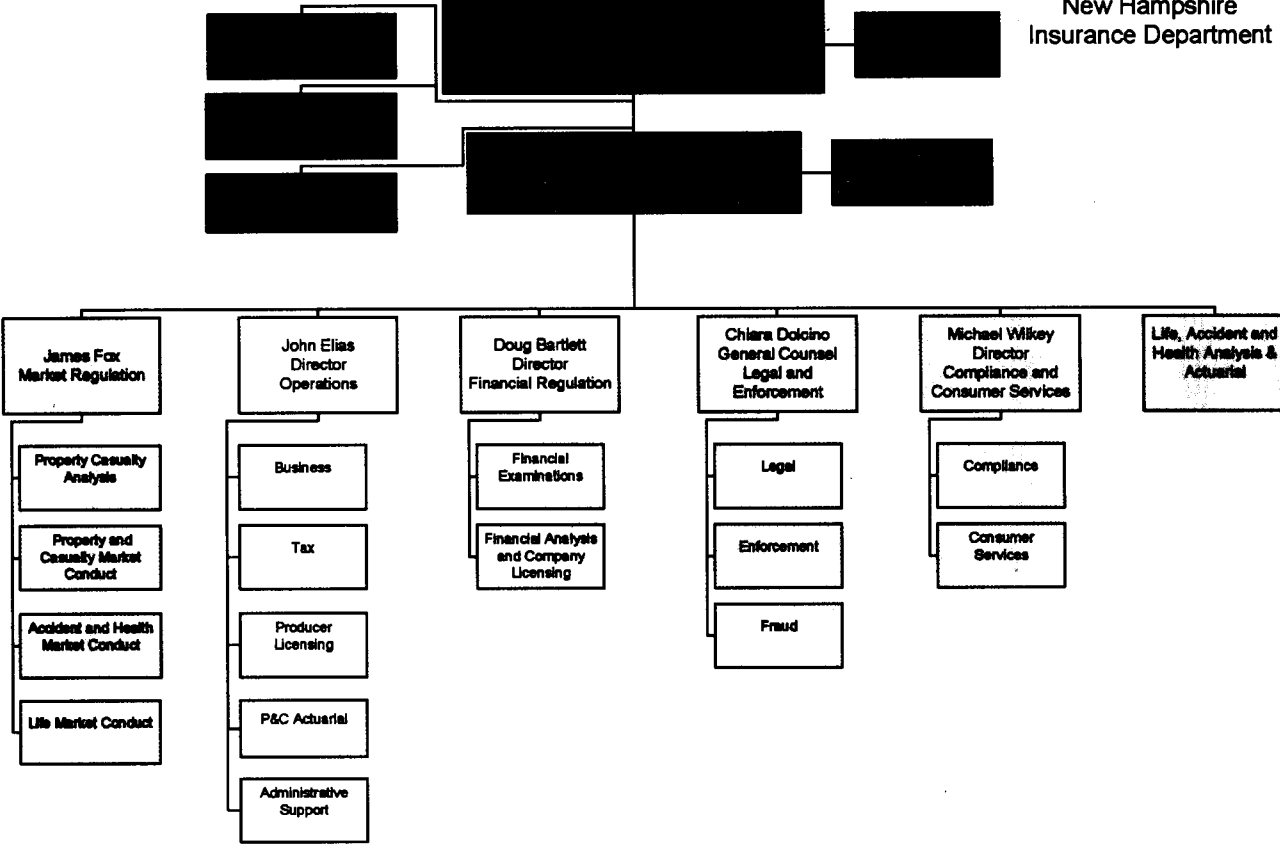 New Hampshire
Insurance Department
James Fox
Market Regulation
John Elias
Director
Operations
Doug Bartlett
Director
Financial Regulation
Chiara Dolcino
General Counsel
Legal and
Enforcement
Michael Wilkey
Director
Compliance and
Consumer Services
Life, Accident and
Health Analysis &
Actuarial
Property Casualty
Analysis
Property and
Casualty Market
Conduct
Accident and Health
Market Conduct
Life Market Conduct
Business
Tax
Producer
Licensing
P&C Actuarial
Administrative
Support
Financial
Examinations
Financial Analysis
and Company
Licensing
Legal
Enforcement
Fraud
Compliance
Consumer
Services